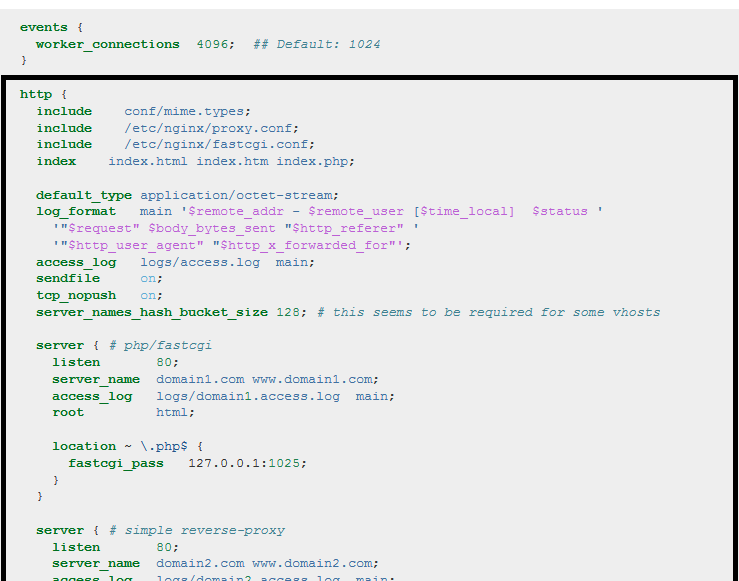 events {
  worker_connections  4096;  ## Default: 1024
}
http {
  include    conf/mime.types;
  include    /etc/nginx/proxy.conf;
  include    /etc/nginx/fastcgi.conf;
  index    index.html index.htm index.php;

  default_type application/octet-stream;
  log_format   main '$remote_addr - $remote_user [$time_local]  $status '
    '"$request" $body_bytes_sent "$http_referer" '
    '"$http_user_agent" "$http_x_forwarded_for"';
  access_log   logs/access.log  main;
  sendfile     on;
  tcp_nopush   on;
  server_names_hash_bucket_size 128; # this seems to be required for some vhosts

  server { # php/fastcgi
    listen       80;
    server_name  domain1.com www.domain1.com;
    access_log   logs/domain1.access.log  main;
    root         html;

    location ~ \.php$ {
      fastcgi_pass   127.0.0.1:1025;
    }
  }

  server { # simple reverse-proxy
    listen       80;
    server_name  domain2.com www.domain2.com;
    access_log   logs/domain2.access.log  main;